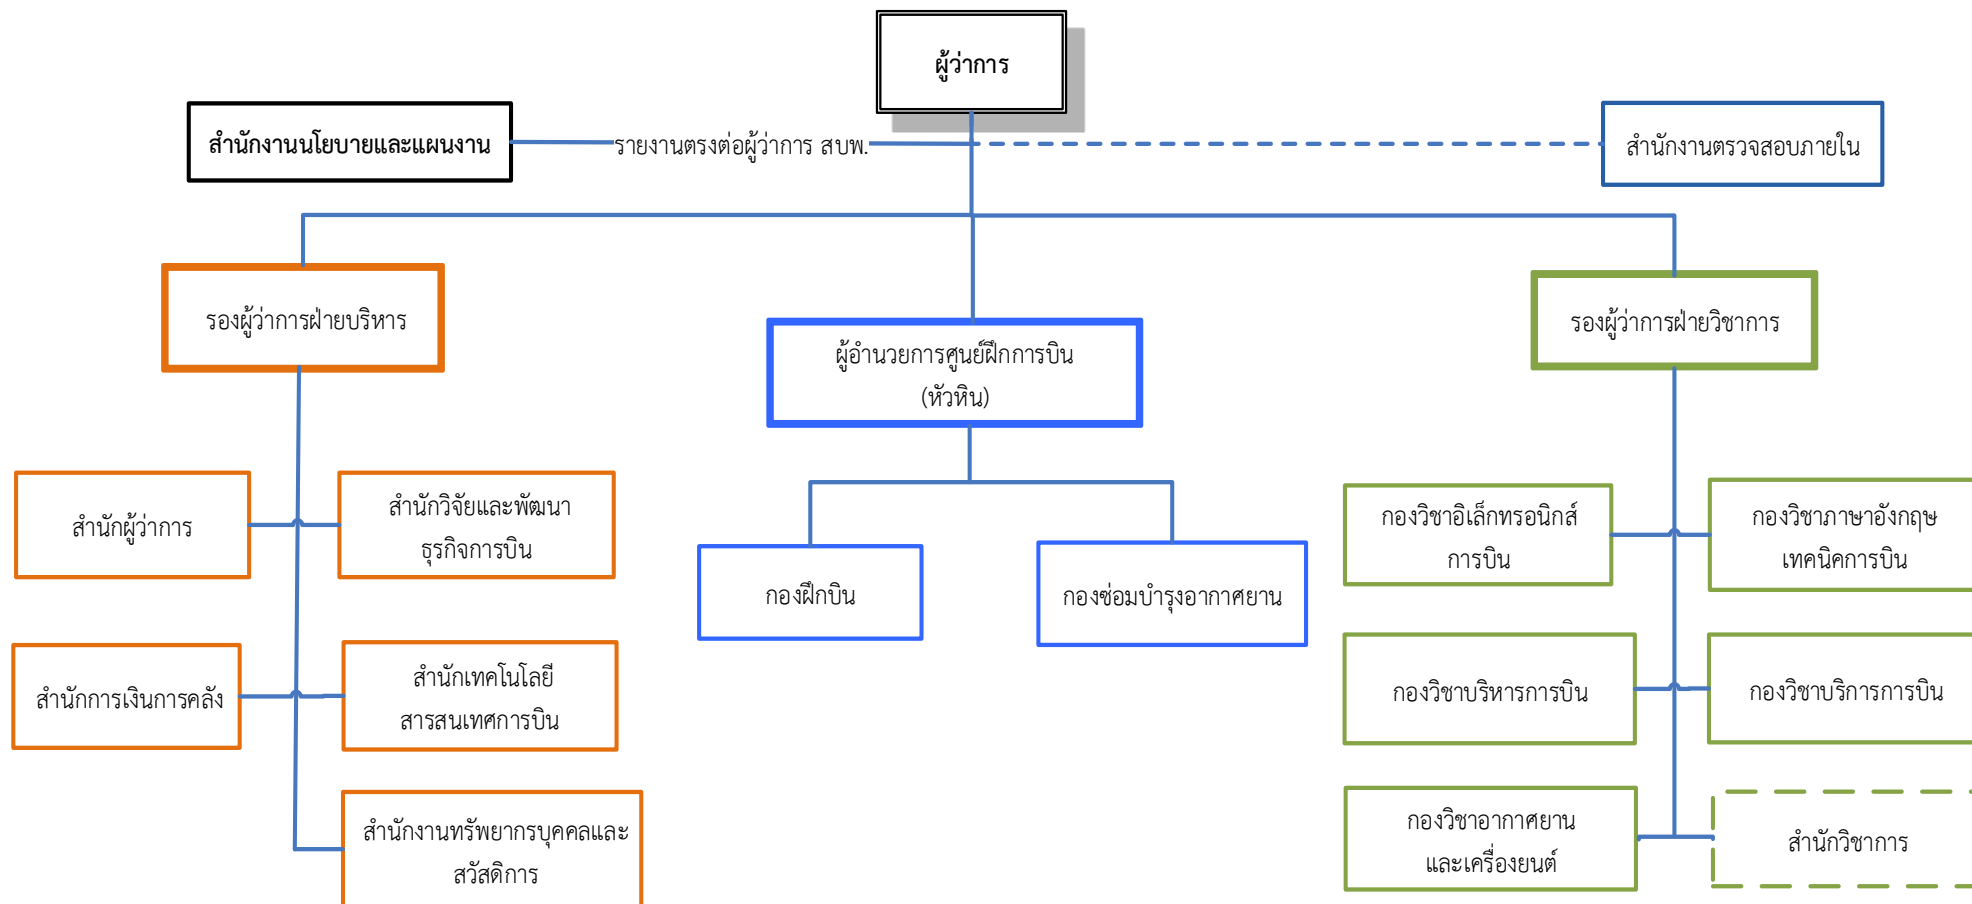 ผู้ว่าการ
สำนักงานนโยบายและแผนงาน
รายงานตรงต่อผู้ว่าการ สบพ.
สำนักงานตรวจสอบภายใน
รองผู้ว่าการฝ่ายบริหาร
ผู้อำนวยการศูนย์ฝึกการบิน
(หัวหิน)
รองผู้ว่าการฝ่ายวิชาการ
สำนักผู้ว่าการ
สำนักวิจัยและพัฒนา
ธุรกิจการบิน
สำนักการเงินการคลัง
สำนักเทคโนโลยี
สารสนเทศการบิน
สำนักงานทรัพยากรบุคคลและ
สวัสดิการ
กองฝึกบิน
กองซ่อมบำรุงอากาศยาน
กองวิชาอิเล็กทรอนิกส์
การบิน
กองวิชาภาษาอังกฤษ
เทคนิคการบิน
กองวิชาบริหารการบิน
กองวิชาบริการการบิน
กองวิชาอากาศยาน
และเครื่องยนต์
สำนักวิชาการ